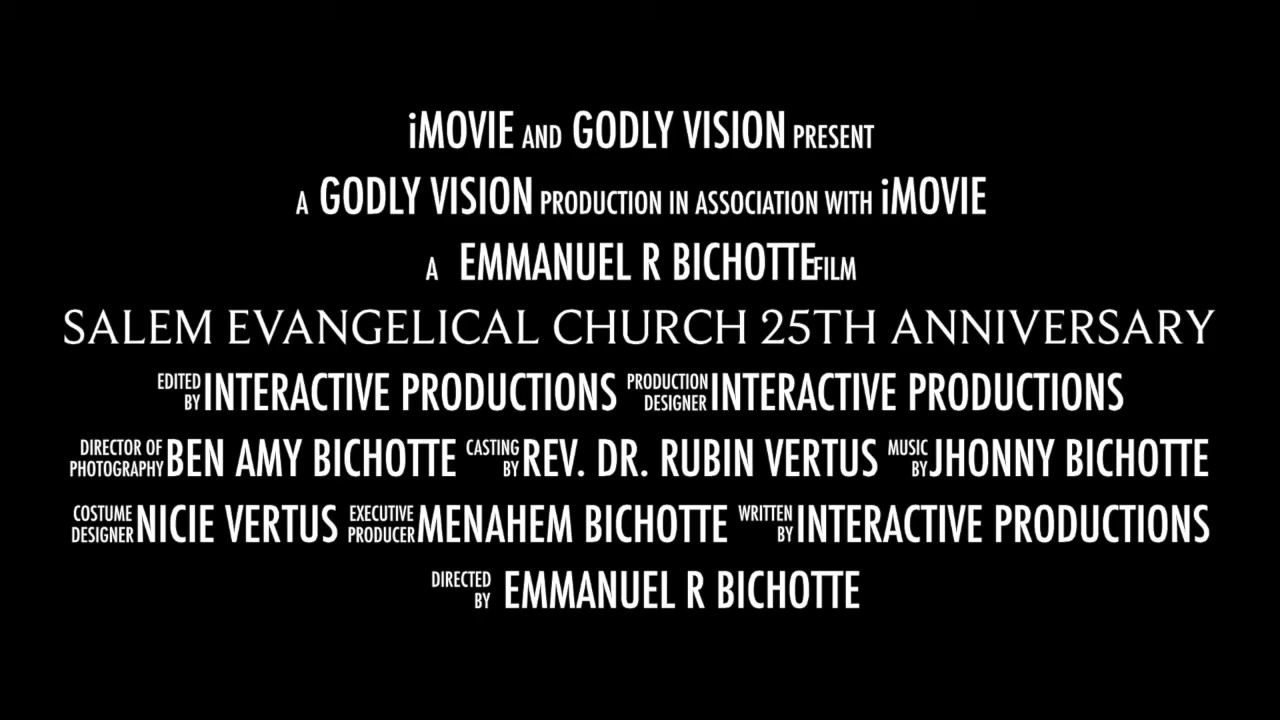 iMOVIE AND GODLY VISION PRESENT
A GODLY VISION PRODUCTION IN ASSOCIATION WITH iMOVIE
A EMMANUEL R BICHOTTE FILM
SALEM EVANGELICAL CHURCH 25TH ANNIVERSARY
EDITED BY INTERACTIVE PRODUCTIONS PRODUCTION DESIGNER INTERACTIVE PRODUCTIONS
DIRECTOR OF PHOTOGRAPHY BEN AMY BICHOTTE CASTING BY REV. DR. RUBIN VERTUS MUSIC BY JHONNY BICHOTTE
COSTUME DESIGNER NICIE VERTUS EXECUTIVE PRODUCER MENAHEM BICHOTTE WRITTEN BY INTERACTIVE PRODUCTIONS
DIRECTED BY EMMANUEL R BICHOTTE